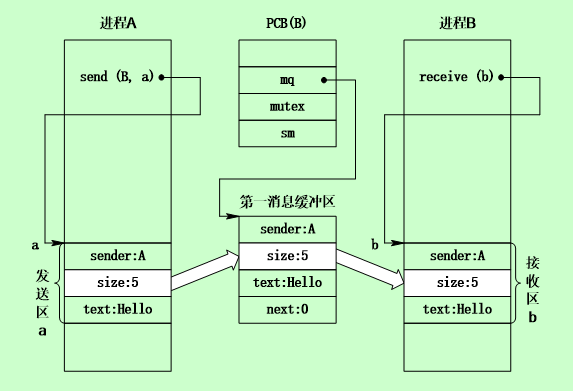 进程A
PCB(B)
进程B
send (B, a)
mq
receive (b)
mutex
sm
第一消息缓冲区
a
sender:A
b
sender:A
size:5
sender:A
发送区a
size:5
text:Hello
size:5
接收区b
text:Hello
next:0
text:Hello